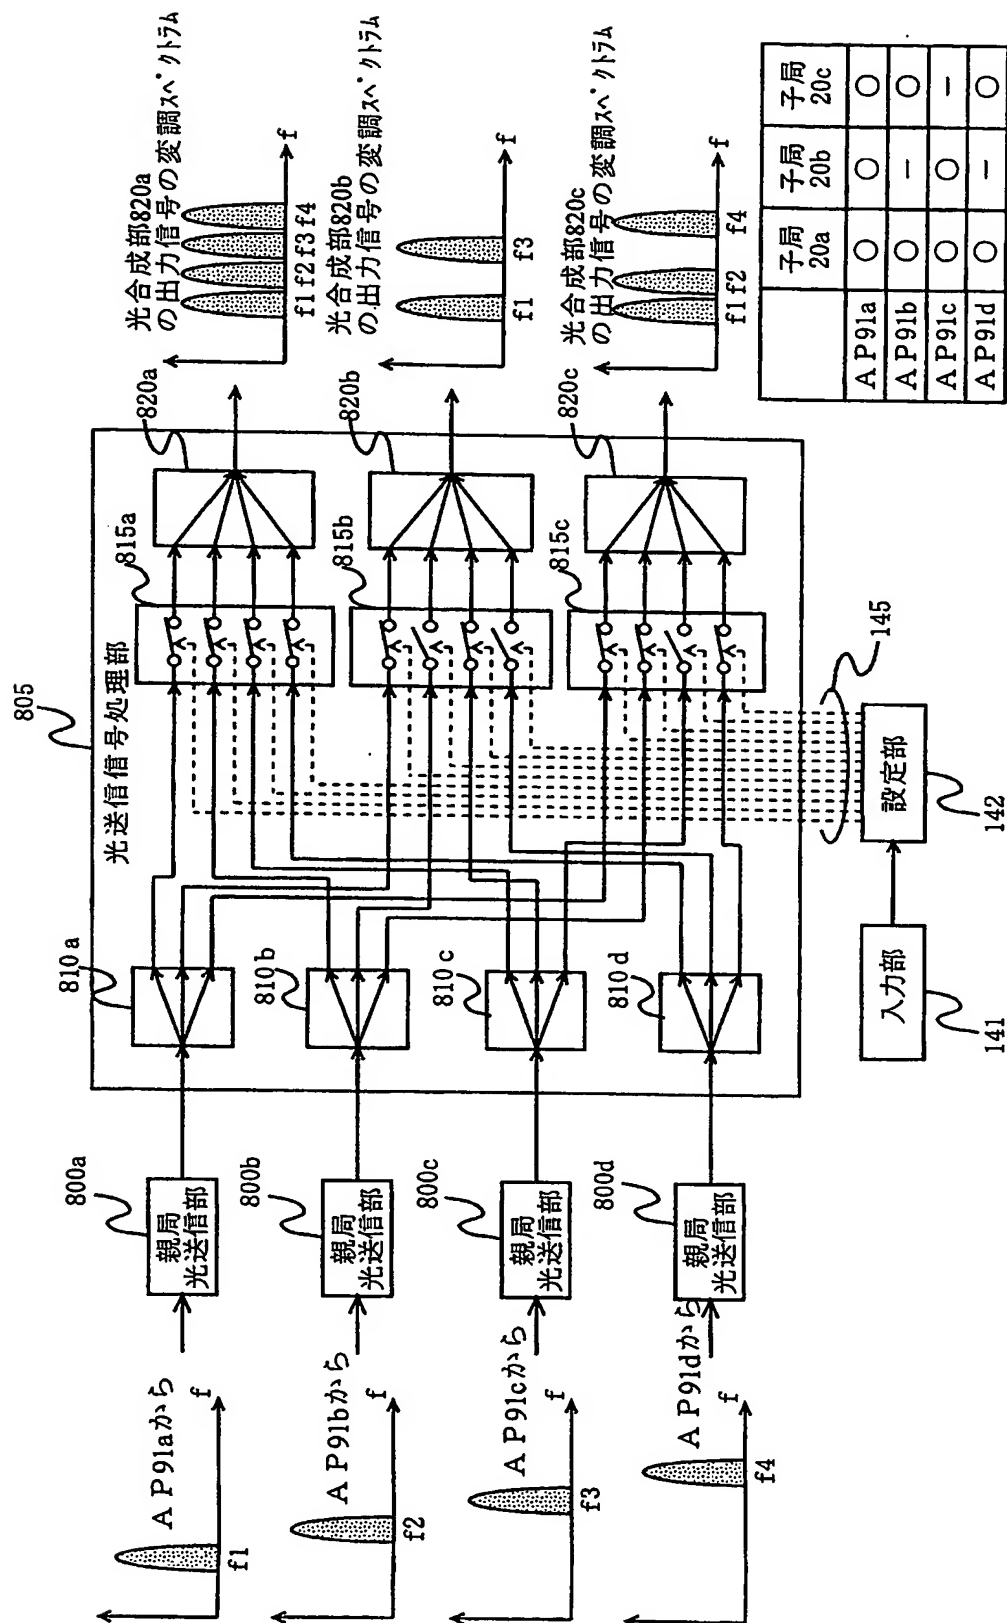 805
光送信信号処理部
AP91aから
f
f1
親局
光送信部
800a
810a
815a
820a
光合成部820a
の出力信号の変調スペクトラム
f
f1 f2 f3 f4
AP91bから
f
f2
親局
光送信部
800b
810b
815b
820b
光合成部820b
の出力信号の変調スペクトラム
f
f1
f3
AP91cから
f
f3
親局
光送信部
800c
810c
815c
820c
光合成部820c
の出力信号の変調スペクトラム
f
f1 f2
f4
AP91dから
f
f4
親局
光送信部
800d
810d
145
入力部
141
設定部
142
子局 20a 子局 20b 子局 20c
AP91a ○ ○ ○
AP91b ○ － ○
AP91c ○ ○ －
AP91d ○ － ○